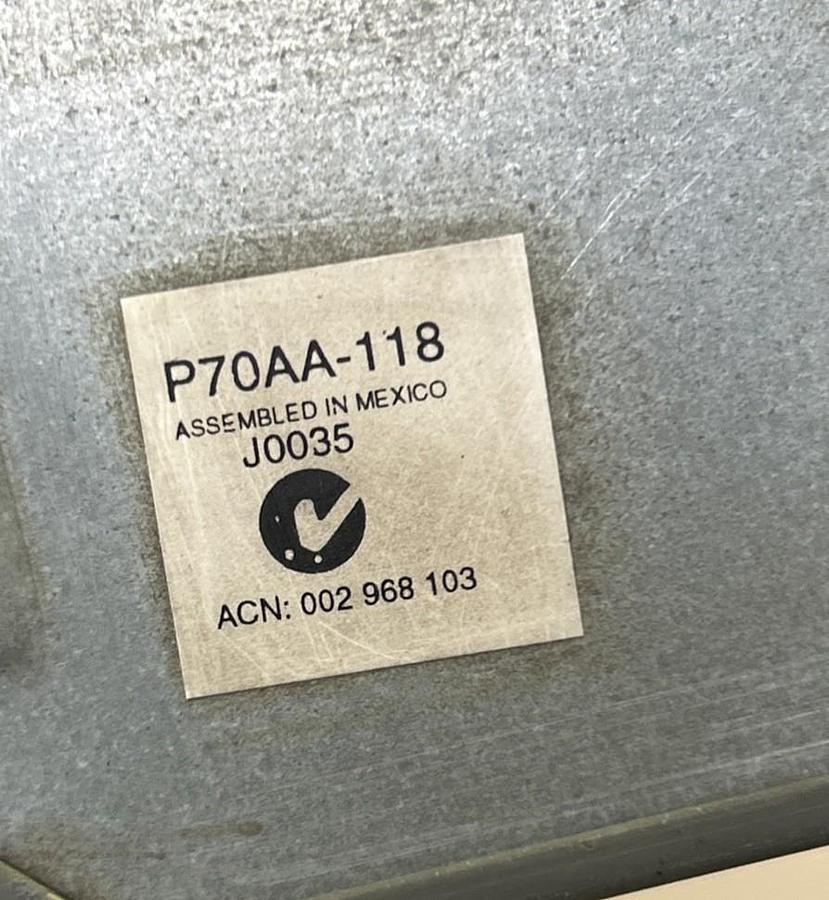 P70AA-118
ASSEMBLED IN MEXICO
J0035
ACN: 002 968 103